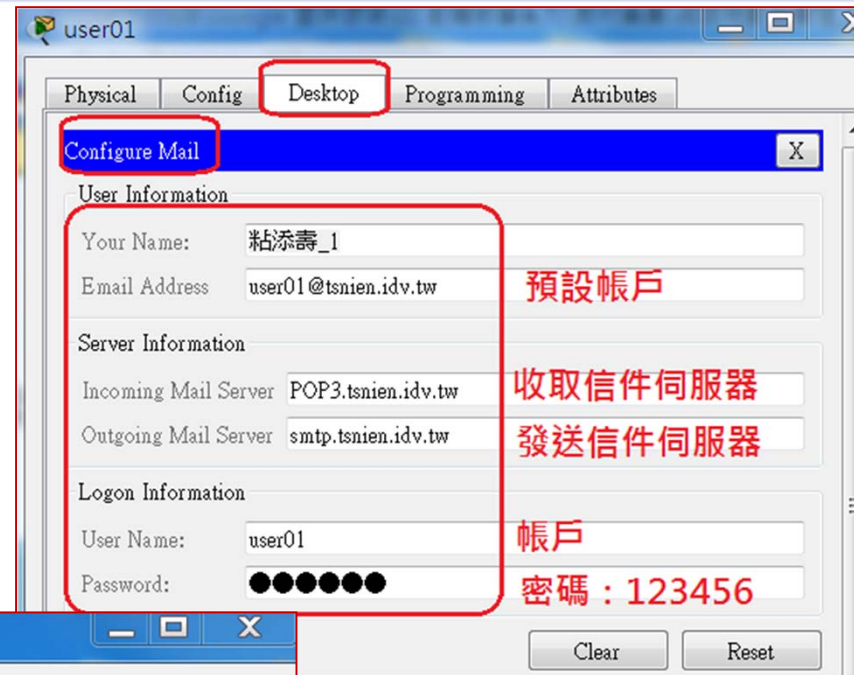 user01
Physical Config Desktop Programming Attributes
Configure Mail X
User Information
Your Name: 粘添壽_1
Email Address user01@tsnien.idv.tw 預設帳戶
Server Information
Incoming Mail Server POP3.tsnien.idv.tw 收取信件伺服器
Outgoing Mail Server smtp.tsnien.idv.tw 發送信件伺服器
Logon Information
User Name: user01 帳戶
Password: ●●●●●● 密碼：123456
Clear Reset